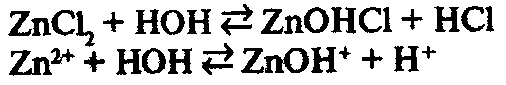 ZnCl₂ + HOH ⇄ ZnOHCl + HCl
Zn²⁺ + HOH ⇄ ZnOH⁺ + H⁺